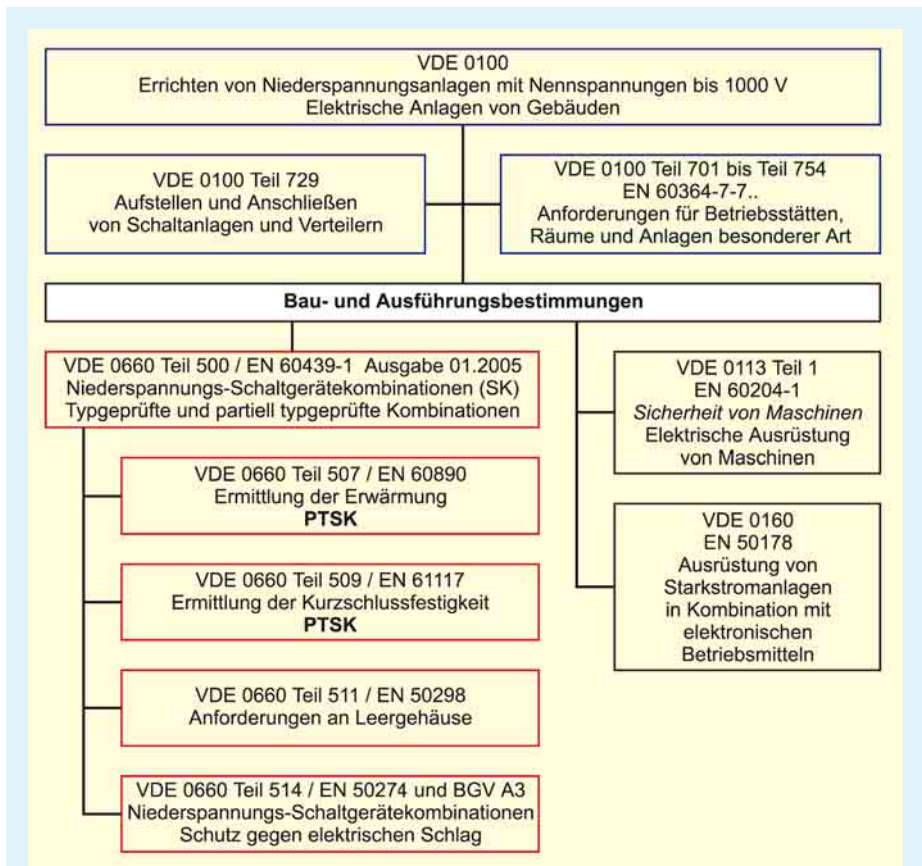 VDE 0100
Errichten von Niederspannungsanlagen mit Nennspannungen bis 1000 V
Elektrische Anlagen von Gebäuden
VDE 0100 Teil 729
Aufstellen und Anschließen
von Schaltanlagen und Verteilern
VDE 0100 Teil 701 bis Teil 754
EN 60364-7-7..
Anforderungen für Betriebsstätten,
Räume und Anlagen besonderer Art
Bau- und Ausführungsbestimmungen
VDE 0660 Teil 500 / EN 60439-1 Ausgabe 01.2005
Niederspannungs-Schaltgerätekombinationen (SK)
Typgeprüfte und partiell typgeprüfte Kombinationen
VDE 0660 Teil 507 / EN 60890
Ermittlung der Erwärmung
PTSK
VDE 0660 Teil 509 / EN 61117
Ermittlung der Kurzschlussfestigkeit
PTSK
VDE 0660 Teil 511 / EN 50298
Anforderungen an Leergehäuse
VDE 0660 Teil 514 / EN 50274 und BGV A3
Niederspannungs-Schaltgerätekombinationen
Schutz gegen elektrischen Schlag
VDE 0113 Teil 1
EN 60204-1
Sicherheit von Maschinen
Elektrische Ausrüstung
von Maschinen
VDE 0160
EN 50178
Ausrüstung von
Starkstromanlagen
in Kombination mit
elektronischen
Betriebsmitteln